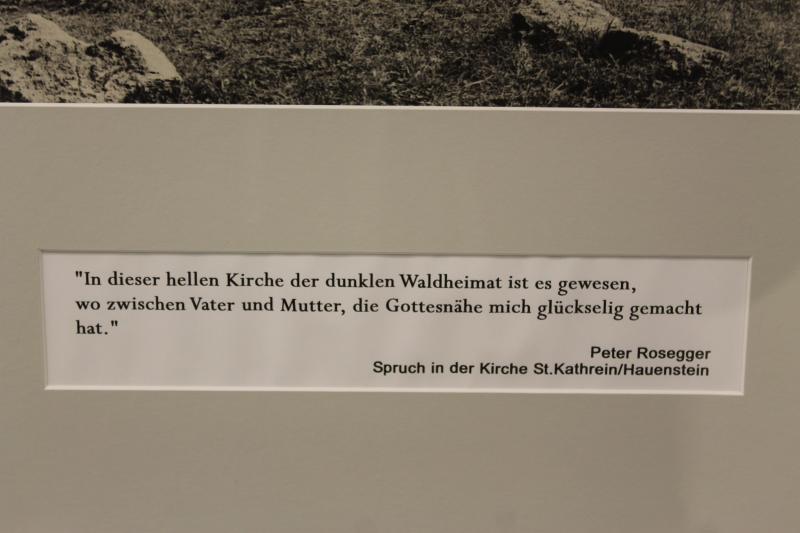 "In dieser hellen Kirche der dunklen Waldheimat ist es gewesen,
wo zwischen Vater und Mutter, die Gottesnähe mich glückselig gemacht
hat."
Peter Rosegger
Spruch in der Kirche St.Kathrein/Hauenstein